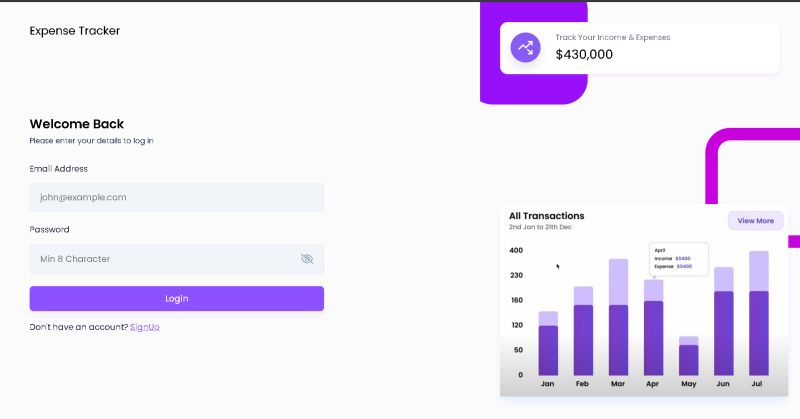 Expense Tracker
Track Your Income & Expenses
$430,000
Welcome Back
Please enter your details to log in
Email Address
john@example.com
Password
Min 8 Character
Login
Don't have an account? SignUp
All Transactions
2nd Jan to 21th Dec
View More
April
Income $5400
Expense $5400
400
230
160
120
50
0
Jan Feb Mar Apr May Jun Jul